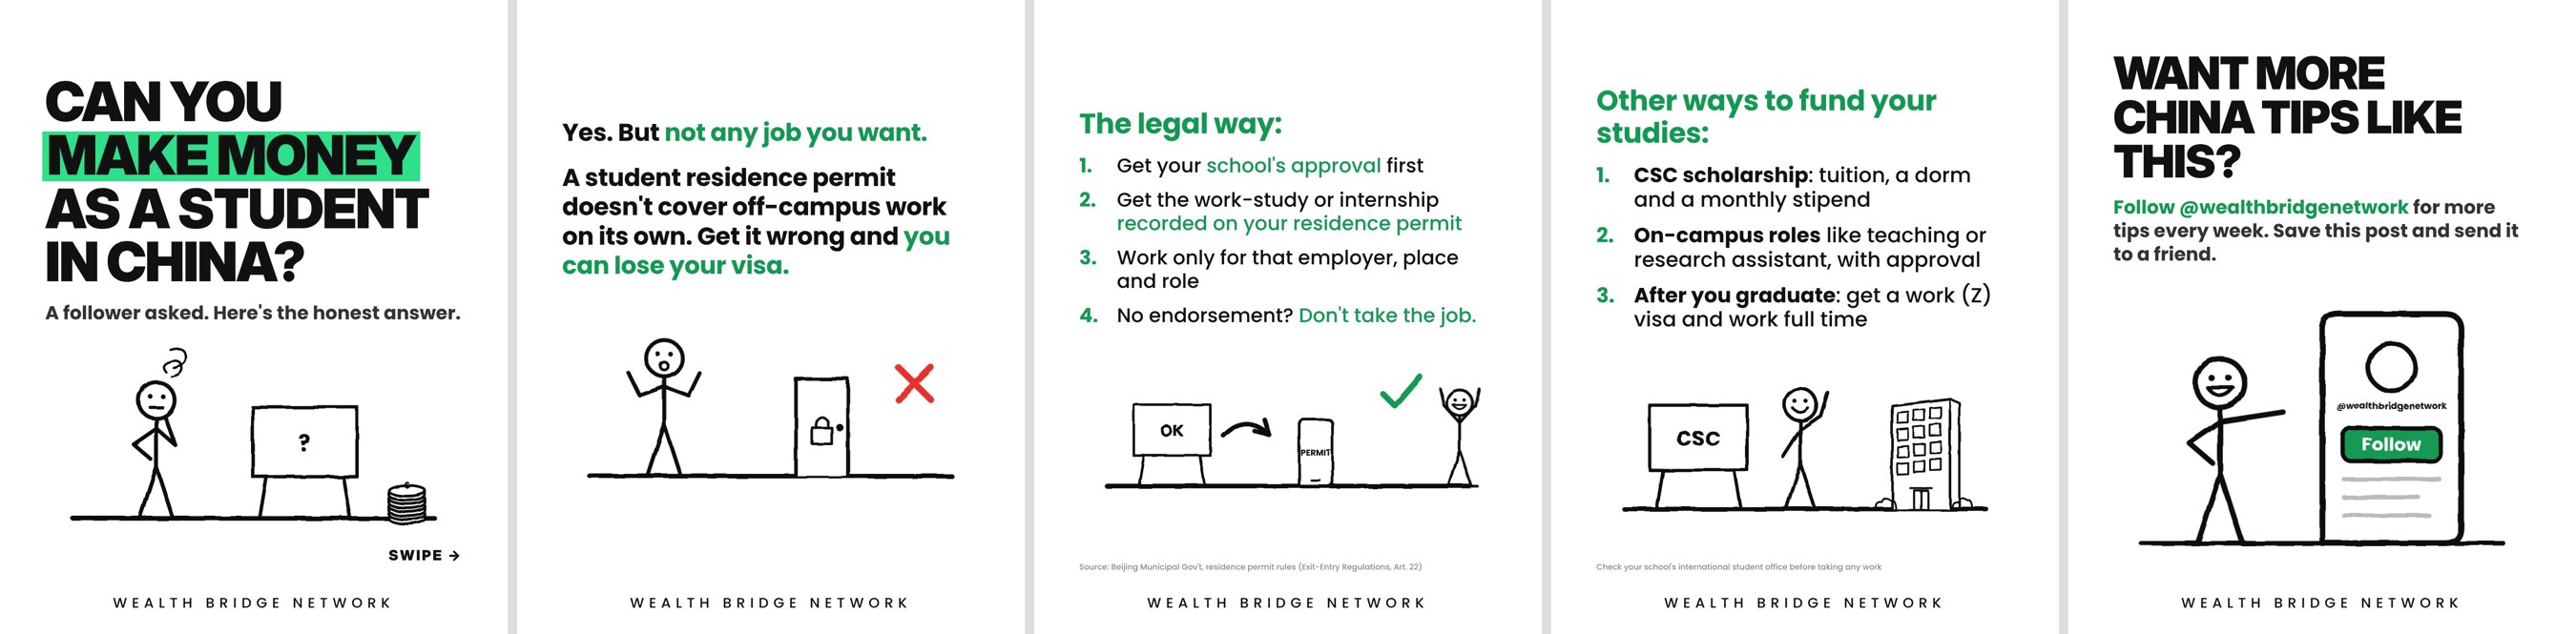 CAN YOU
MAKE MONEY
AS A STUDENT
IN CHINA?
A follower asked. Here's the honest answer.
?
SWIPE →
WEALTH BRIDGE NETWORK
Yes. But not any job you want.
A student residence permit
doesn't cover off-campus work
on its own. Get it wrong and you
can lose your visa.
WEALTH BRIDGE NETWORK
The legal way:
1. Get your school's approval first
2. Get the work-study or internship
recorded on your residence permit
3. Work only for that employer, place
and role
4. No endorsement? Don't take the job.
OK
PERMIT
Source: Beijing Municipal Gov't, residence permit rules (Exit-Entry Regulations, Art. 22)
WEALTH BRIDGE NETWORK
Other ways to fund your
studies:
1. CSC scholarship: tuition, a dorm
and a monthly stipend
2. On-campus roles like teaching or
research assistant, with approval
3. After you graduate: get a work (Z)
visa and work full time
CSC
Check your school's international student office before taking any work
WEALTH BRIDGE NETWORK
WANT MORE
CHINA TIPS LIKE
THIS?
Follow @wealthbridgenetwork for more
tips every week. Save this post and send it
to a friend.
@wealthbridgenetwork
Follow
WEALTH BRIDGE NETWORK